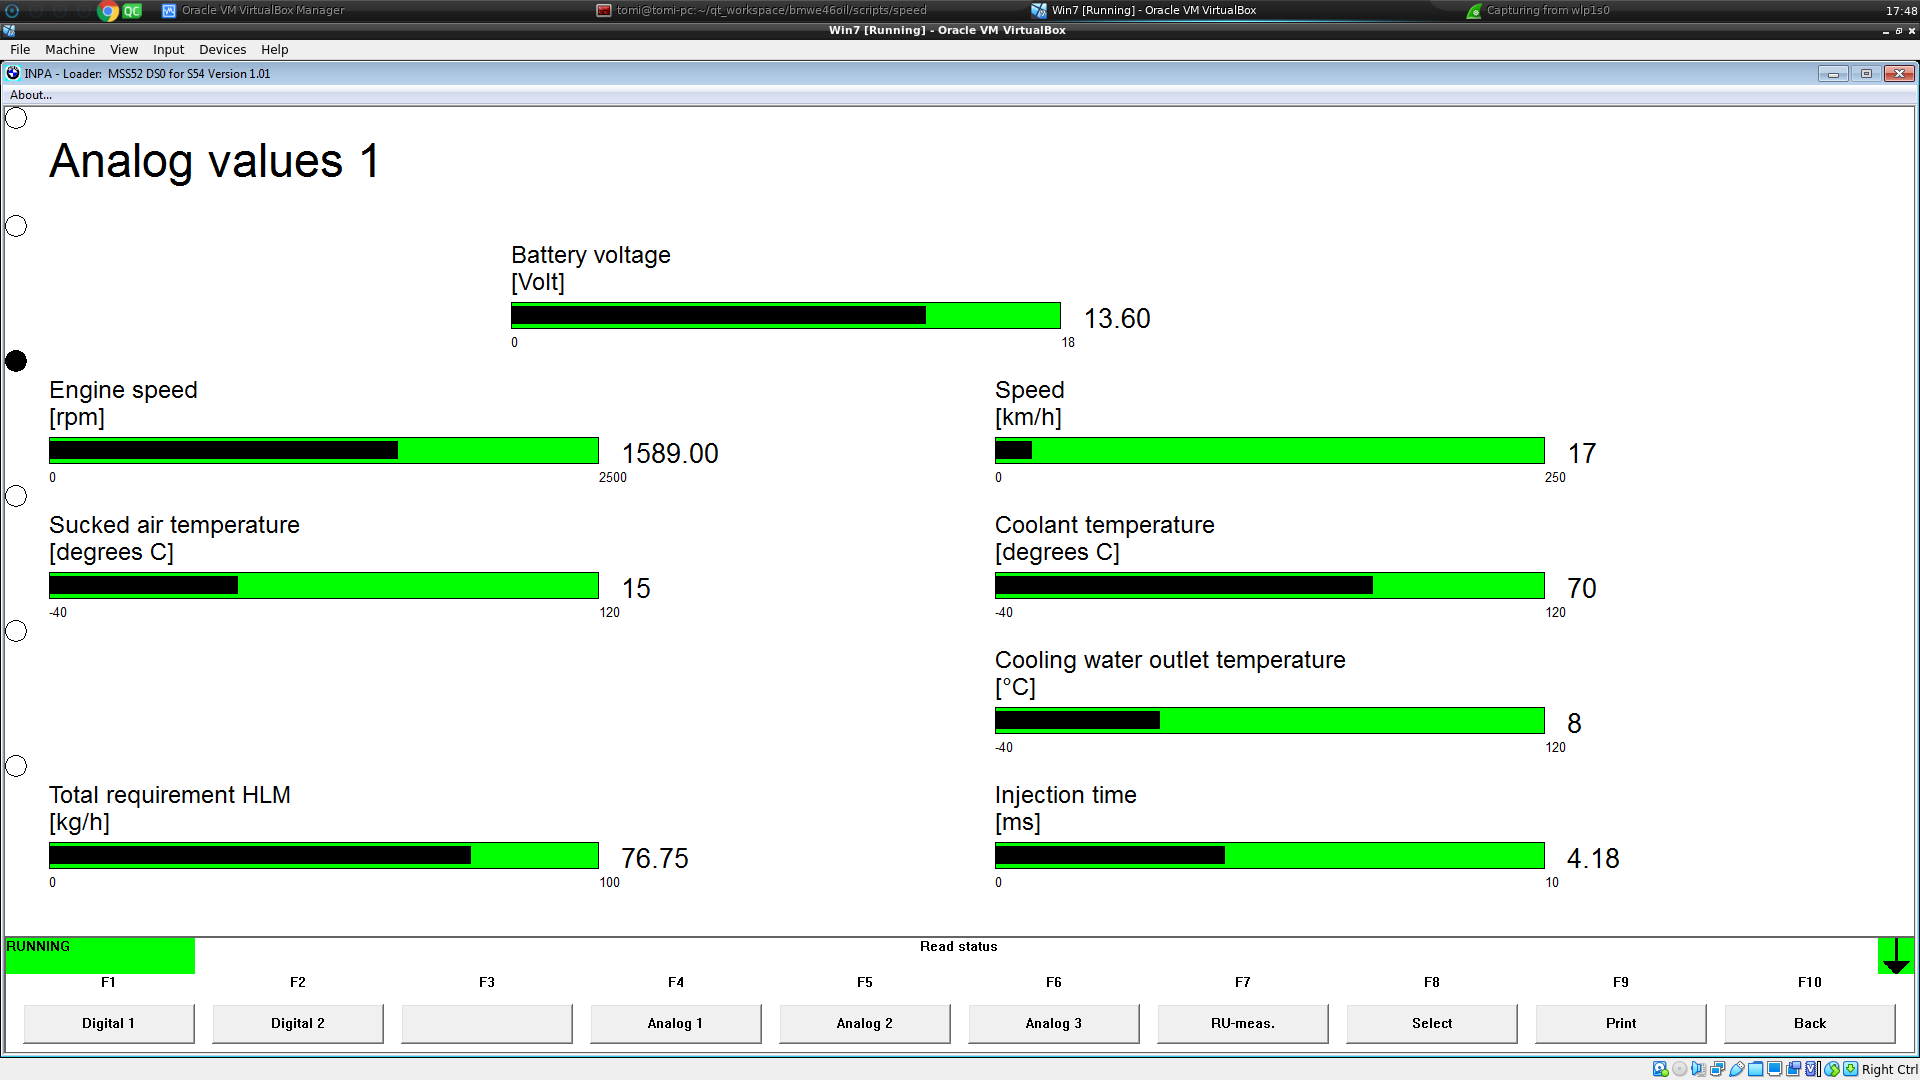 QC
Oracle VM VirtualBox Manager
tomi@tomi-pc:~/qt_workspace/bmwe46oil/scripts/speed
Win7 [Running] - Oracle VM VirtualBox
Capturing from wlp1s0
17:48
Win7 [Running] - Oracle VM VirtualBox
File Machine View Input Devices Help
INPA - Loader: MSS52 DS0 for S54 Version 1.01
About...
Analog values 1
Battery voltage
[Volt]
13.60
0 18
Engine speed
[rpm]
1589.00
0 2500
Speed
[km/h]
17
0 250
Sucked air temperature
[degrees C]
15
-40 120
Coolant temperature
[degrees C]
70
-40 120
Cooling water outlet temperature
[°C]
8
-40 120
Total requirement HLM
[kg/h]
76.75
0 100
Injection time
[ms]
4.18
0 10
RUNNING
Read status
F1 F2 F3 F4 F5 F6 F7 F8 F9 F10
Digital 1 Digital 2 Analog 1 Analog 2 Analog 3 RU-meas. Select Print Back
Right Ctrl